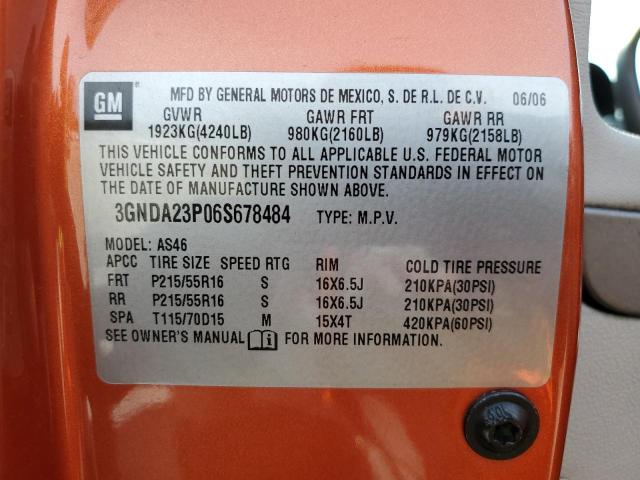 GM
MFD BY GENERAL MOTORS DE MEXICO, S. DE R.L. DE C.V. 06/06
GVWR GAWR FRT GAWR RR
1923KG(4240LB) 980KG(2160LB) 979KG(2158LB)
THIS VEHICLE CONFORMS TO ALL APPLICABLE U.S. FEDERAL MOTOR
VEHICLE SAFETY AND THEFT PREVENTION STANDARDS IN EFFECT ON
THE DATE OF MANUFACTURE SHOWN ABOVE.
3GNDA23P06S678484 TYPE: M.P.V.
MODEL: AS46
APCC TIRE SIZE SPEED RTG RIM COLD TIRE PRESSURE
FRT P215/55R16 S 16X6.5J 210KPA(30PSI)
RR P215/55R16 S 16X6.5J 210KPA(30PSI)
SPA T115/70D15 M 15X4T 420KPA(60PSI)
SEE OWNER'S MANUAL FOR MORE INFORMATION.